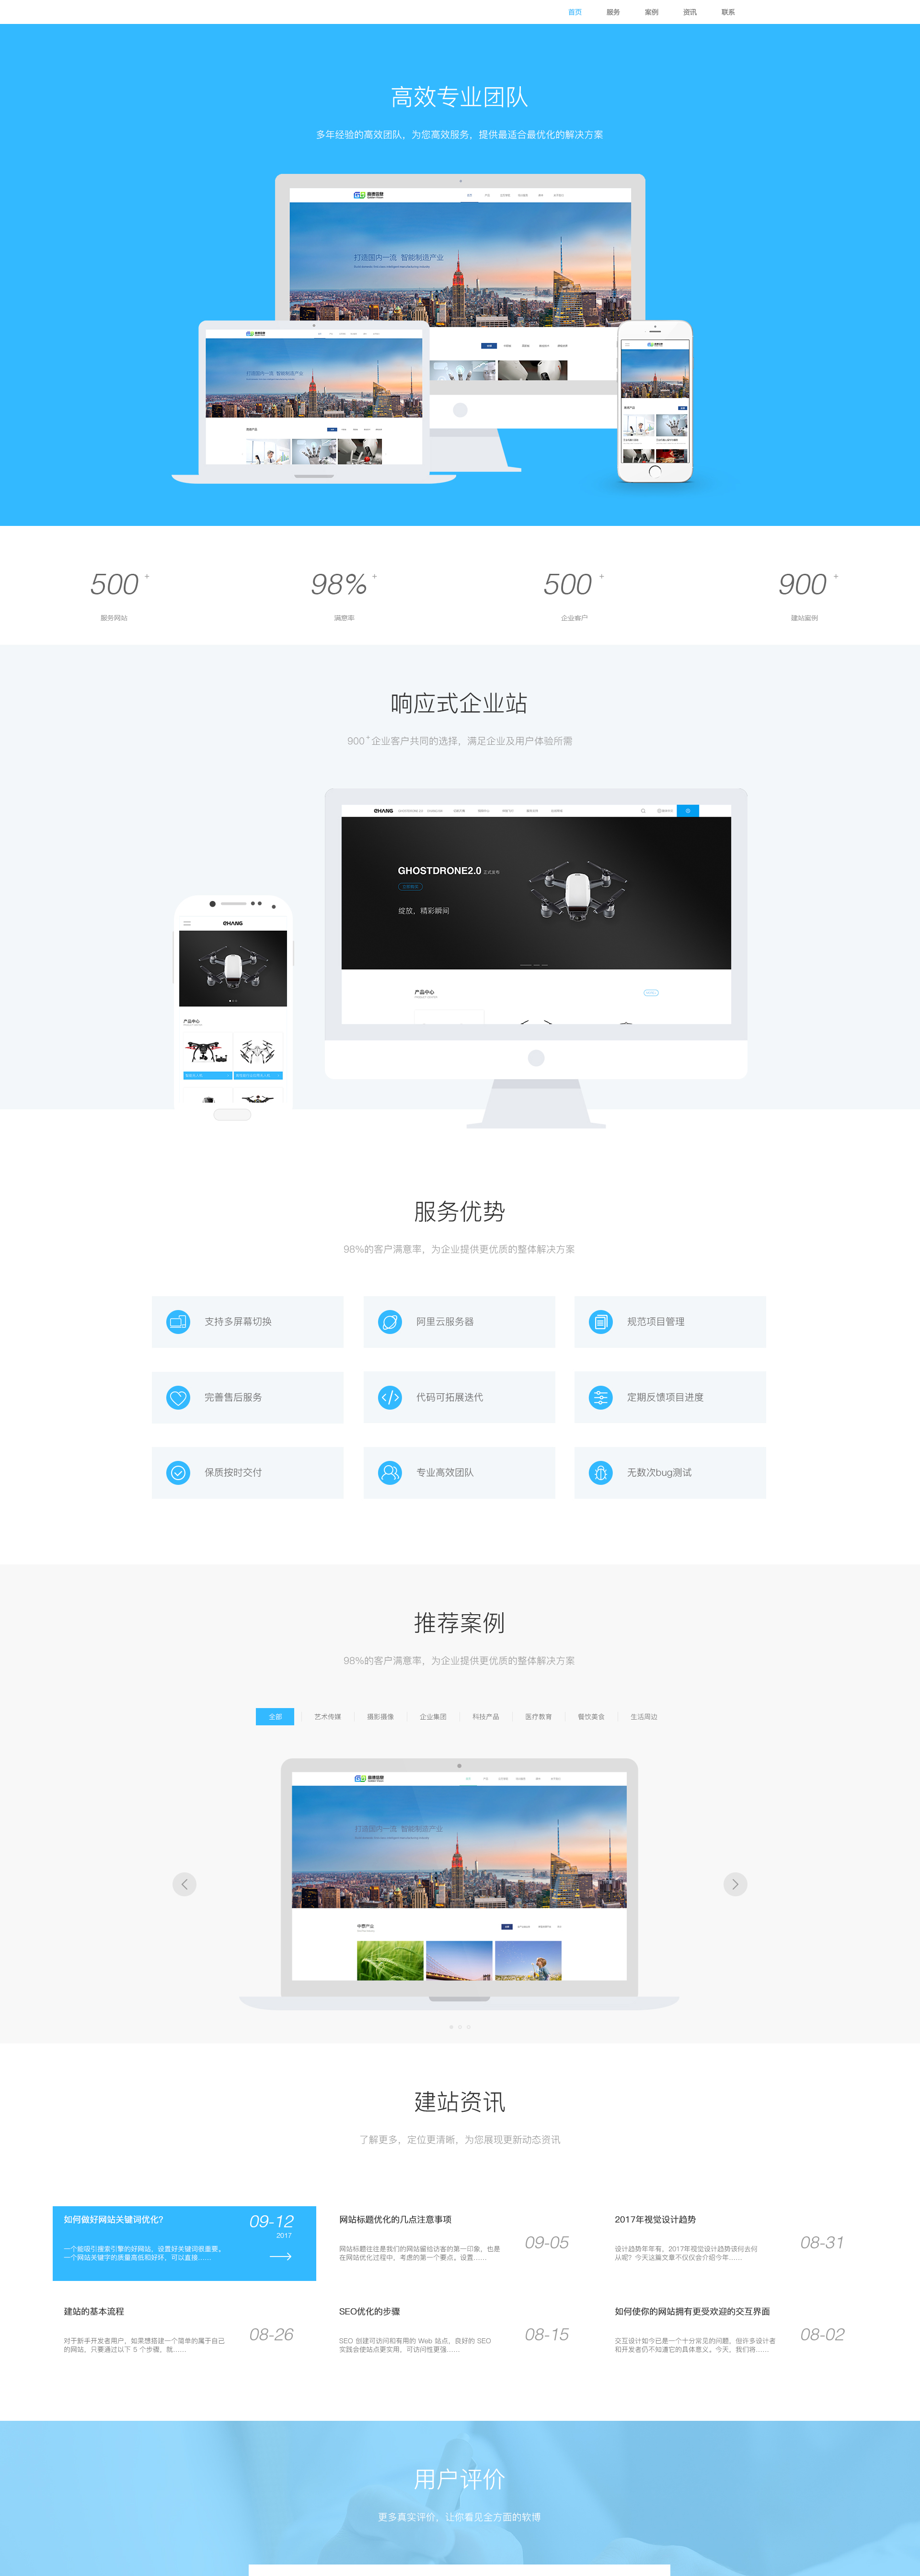 首页 服务 案例 资讯 联系
高效专业团队
多年经验的高效团队，为您高效服务，提供最适合最优化的解决方案
打造国内一流 智能制造产业
打造国内一流 智能制造产业
500 +
98% +
500 +
900 +
服务网站
满意率
企业客户
建站案例
响应式企业站
900+企业客户共同的选择，满足企业及用户体验所需
EHANG
GHOSTDRONE2.0 正式发布
绽放，精彩瞬间
产品中心
EHANG
产品中心
服务优势
98%的客户满意率，为企业提供更优质的整体解决方案
支持多屏幕切换
阿里云服务器
规范项目管理
完善售后服务
代码可拓展迭代
定期反馈项目进度
保质按时交付
专业高效团队
无数次bug测试
推荐案例
98%的客户满意率，为企业提供更优质的整体解决方案
全部 艺术传媒 摄影摄像 企业集团 科技产品 医疗教育 餐饮美食 生活周边
打造国内一流 智能制造产业
建站资讯
了解更多，定位更清晰，为您展现更新动态资讯
如何做好网站关键词优化？
09-12
2017
一个能吸引搜索引擎的好网站，设置好关键词很重要。
一个网站关键字的质量高低和好坏，可以直接……
网站标题优化的几点注意事项
09-05
网站标题往往是我们的网站留给访客的第一印象，也是
在网站优化过程中，考虑的第一个要点。设置……
2017年视觉设计趋势
08-31
设计趋势年年有，2017年视觉设计趋势该何去何
从呢？今天这篇文章不仅仅会介绍今年……
建站的基本流程
08-26
对于新手开发者用户，如果想搭建一个简单的属于自己
的网站，只要通过以下 5 个步骤，就……
SEO优化的步骤
08-15
SEO 创建可访问和有用的 Web 站点，良好的 SEO
实践会使站点更实用，可访问性更强……
如何使你的网站拥有更受欢迎的交互界面
08-02
交互设计如今已是一个十分常见的问题，但许多设计者
和开发者仍不知道它的具体意义。今天，我们将……
用户评价
更多真实评价，让你看见全方面的软博